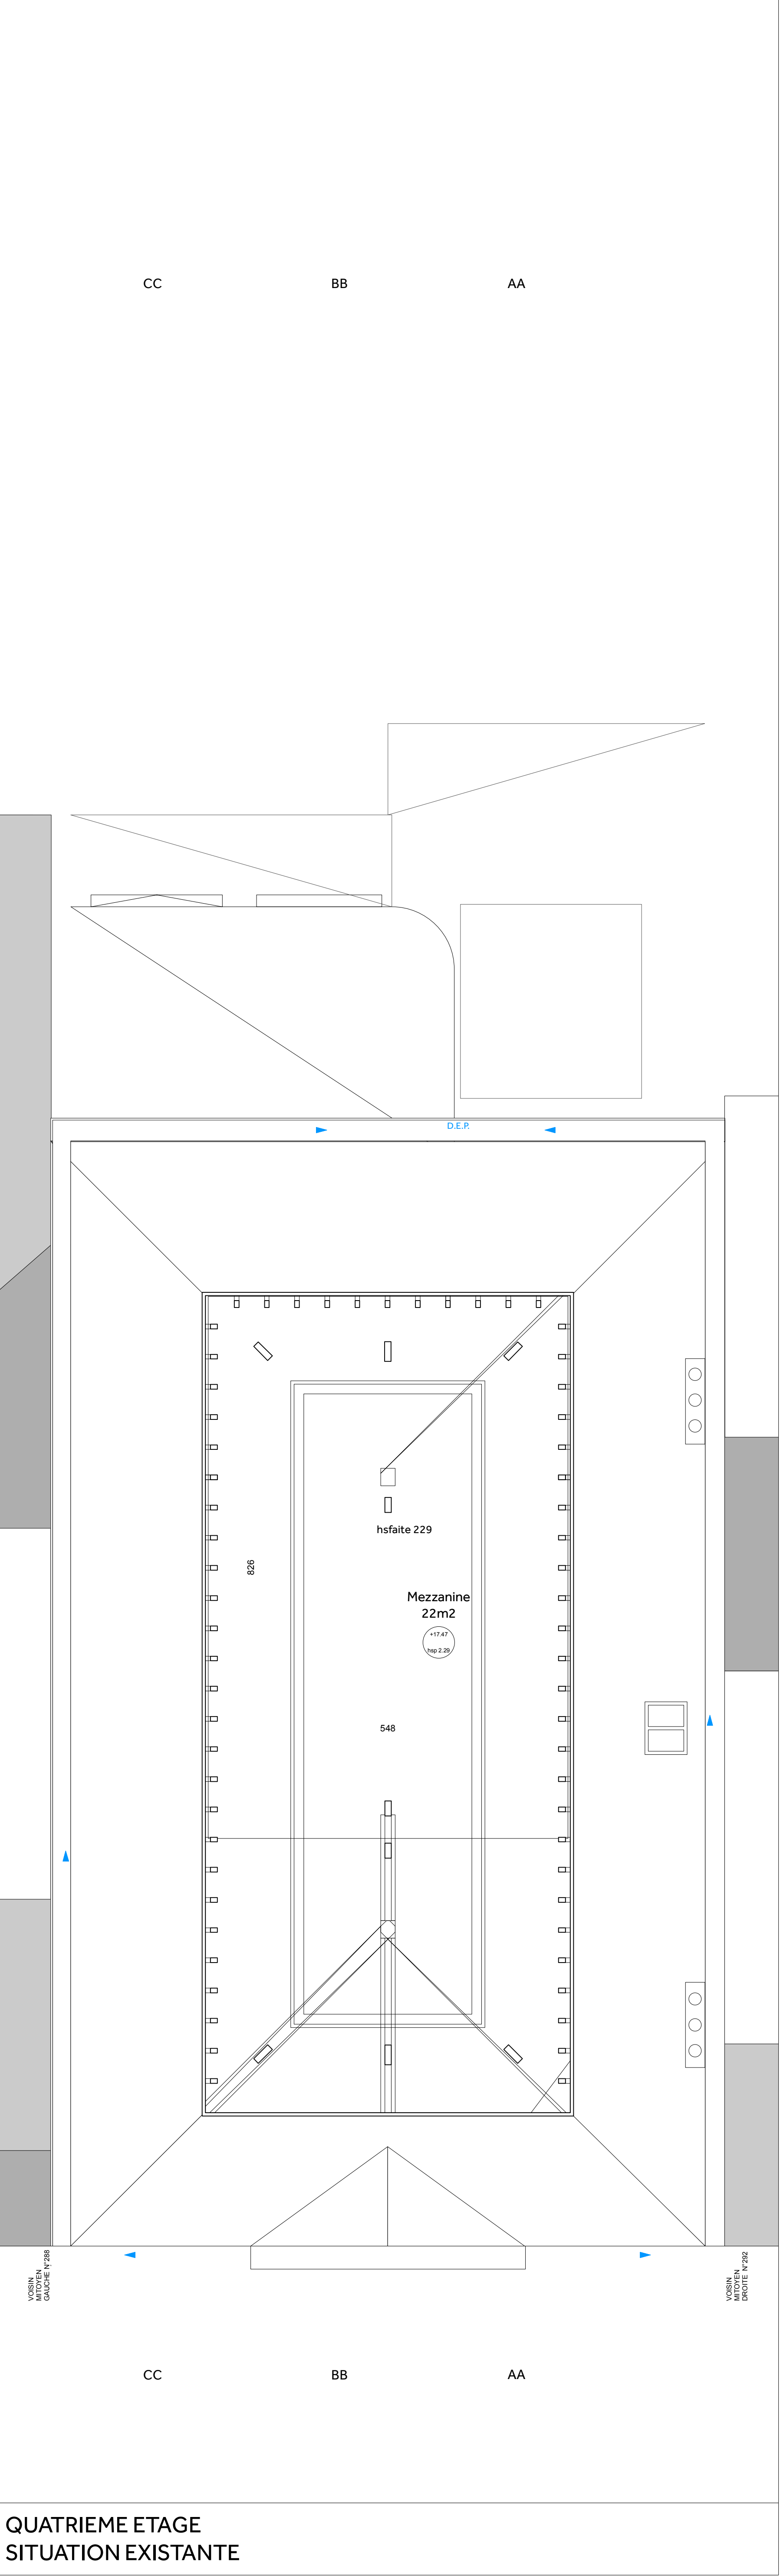 CC
BB
AA
D.E.P.
hsfaite 229
826
Mezzanine
22m2
+17.47
hsp 2.29
548
VOISIN
MITOYEN
GAUCHE N°288
VOISIN
MITOYEN
DROITE N°292
CC
BB
AA
QUATRIEME ETAGE
SITUATION EXISTANTE